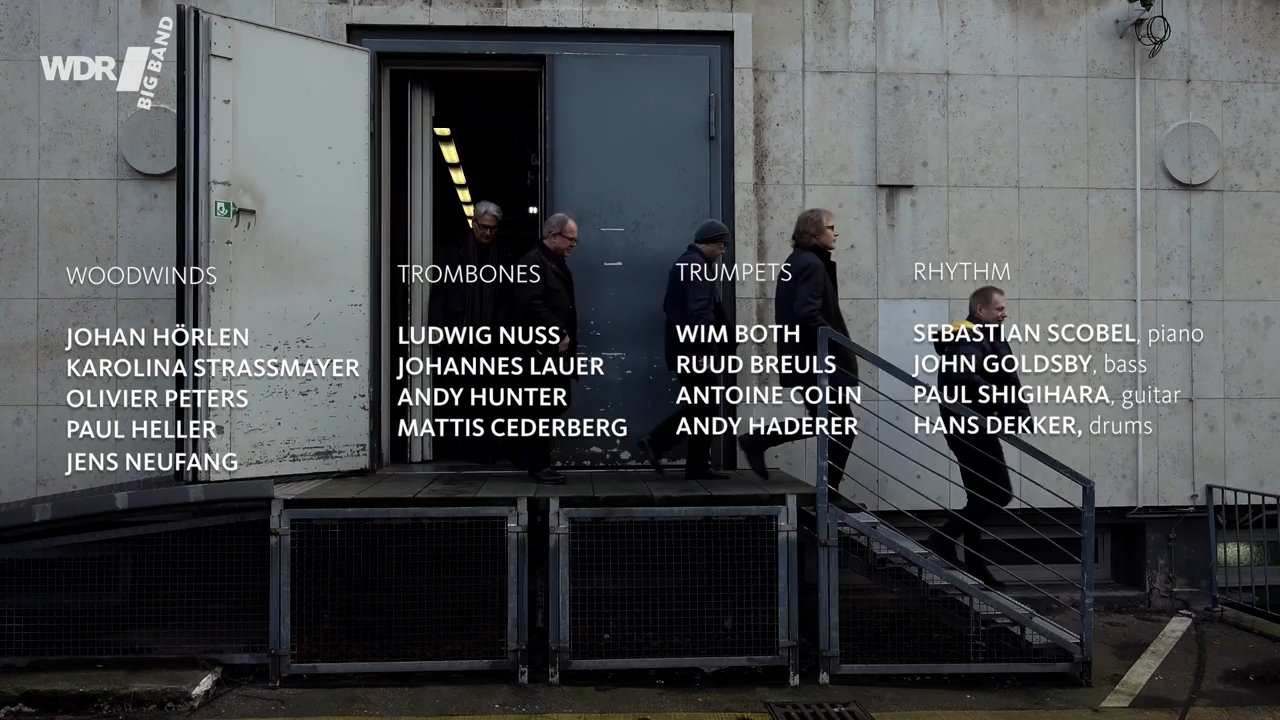 WDR BIG BAND
WOODWINDS
JOHAN HÖRLEN
KAROLINA STRASSMAYER
OLIVIER PETERS
PAUL HELLER
JENS NEUFANG
TROMBONES
LUDWIG NUSS
JOHANNES LAUER
ANDY HUNTER
MATTIS CEDERBERG
TRUMPETS
WIM BOTH
RUUD BREULS
ANTOINE COLIN
ANDY HADERER
RHYTHM
SEBASTIAN SCOBEL, piano
JOHN GOLDSBY, bass
PAUL SHIGIHARA, guitar
HANS DEKKER, drums